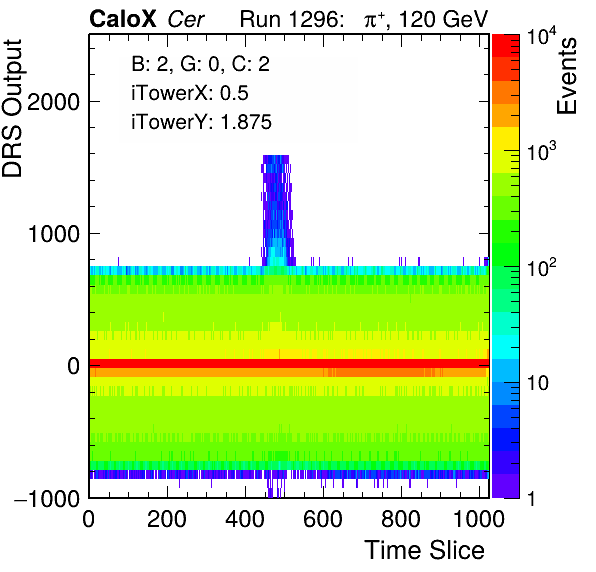 CaloX Cer Run 1296: π⁺, 120 GeV
B: 2, G: 0, C: 2
iTowerX: 0.5
iTowerY: 1.875
DRS Output
2000
1000
0
−1000
0 200 400 600 800 1000
Time Slice
Events
10⁴
10³
10²
10
1